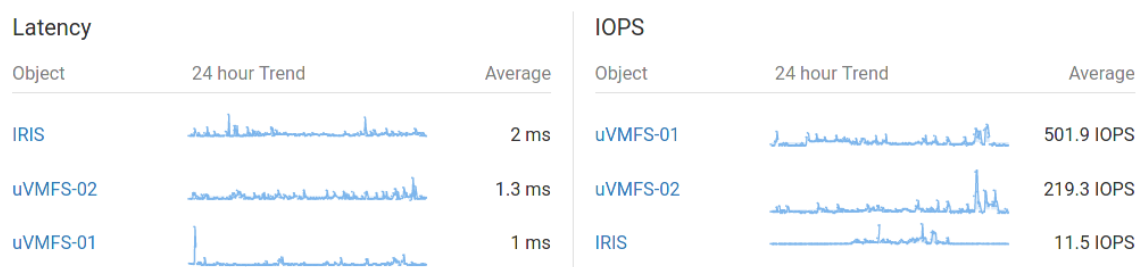 Latency
Object 24 hour Trend Average
IRIS 2 ms
uVMFS-02 1.3 ms
uVMFS-01 1 ms
IOPS
Object 24 hour Trend Average
uVMFS-01 501.9 IOPS
uVMFS-02 219.3 IOPS
IRIS 11.5 IOPS